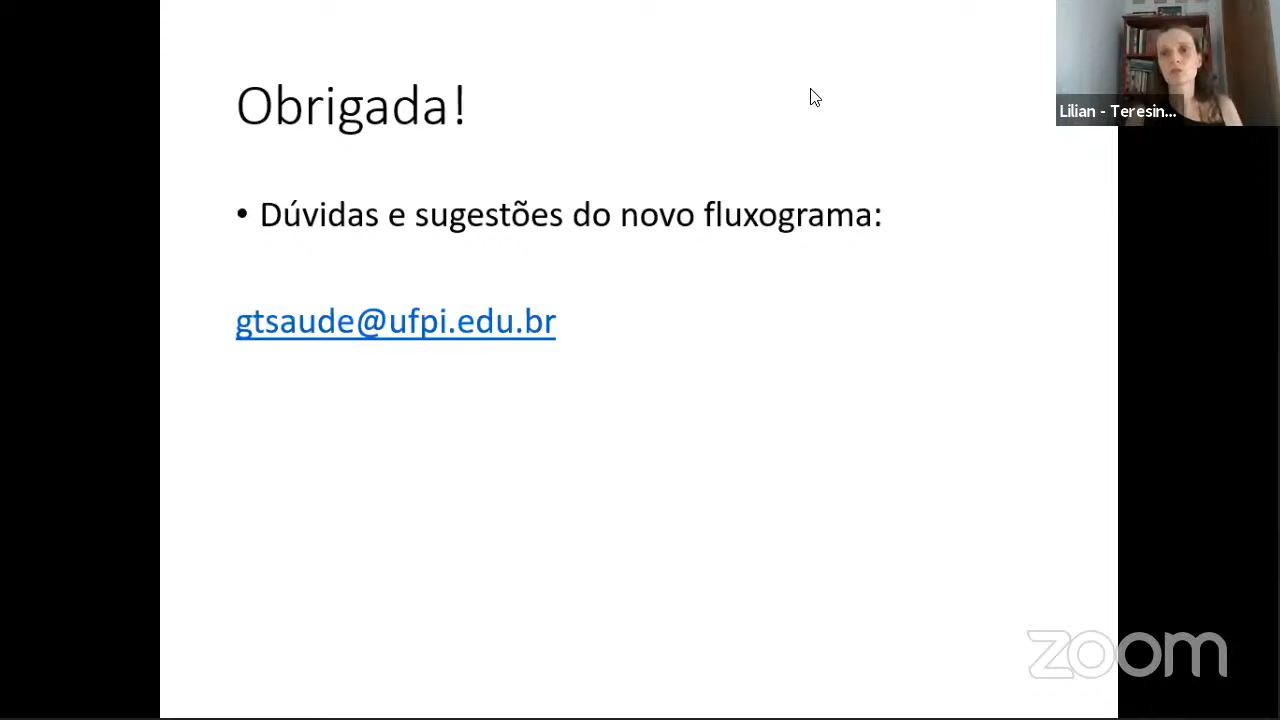 Obrigada!
Lilian - Teresin...
• Dúvidas e sugestões do novo fluxograma:
gtsaude@ufpi.edu.br
zoom